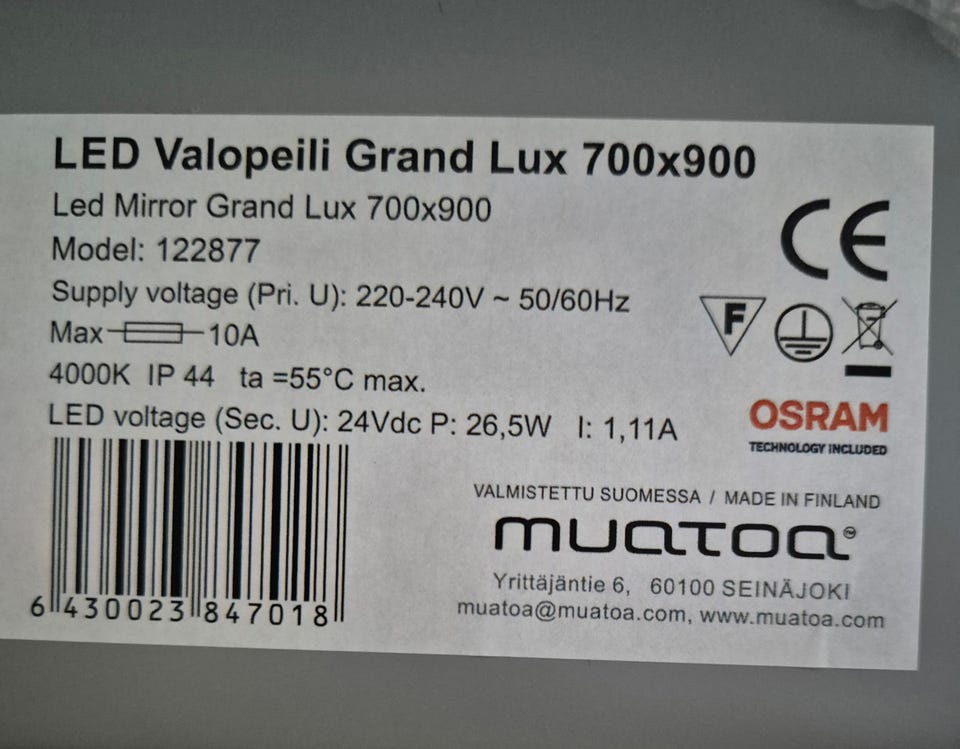 LED Valopeili Grand Lux 700x900
Led Mirror Grand Lux 700x900
Model: 122877
Supply voltage (Pri. U): 220-240V ~ 50/60Hz
Max 10A
4000K IP 44 ta =55°C max.
LED voltage (Sec. U): 24Vdc P: 26,5W I: 1,11A
CE
F
OSRAM
TECHNOLOGY INCLUDED
VALMISTETTU SUOMESSA / MADE IN FINLAND
muatoa
Yrittäjäntie 6, 60100 SEINÄJOKI
muatoa@muatoa.com, www.muatoa.com
6 430023 847018